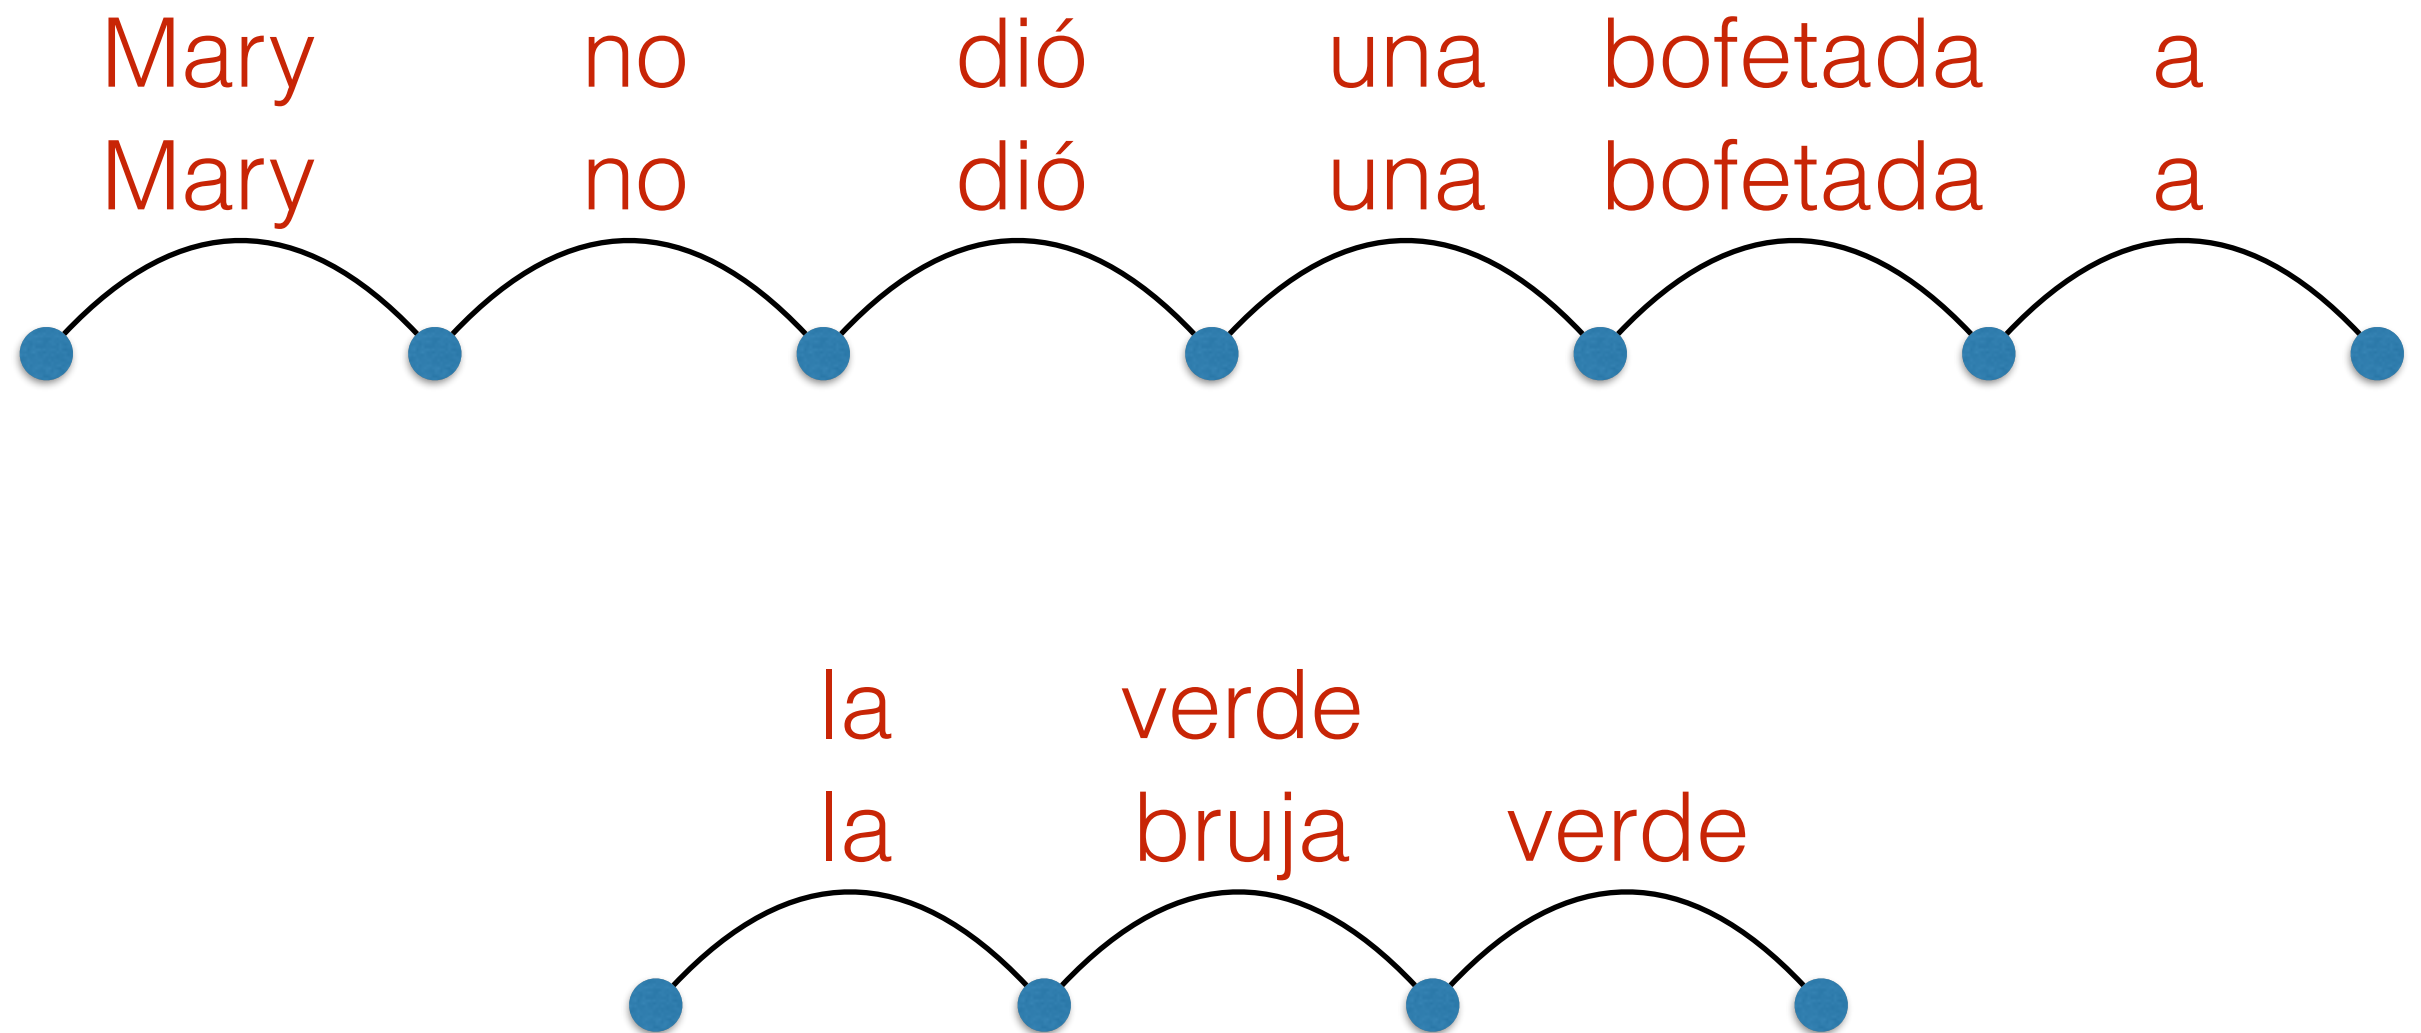 Mary no dió una bofetada a
Mary no dió una bofetada a
la verde
la bruja verde